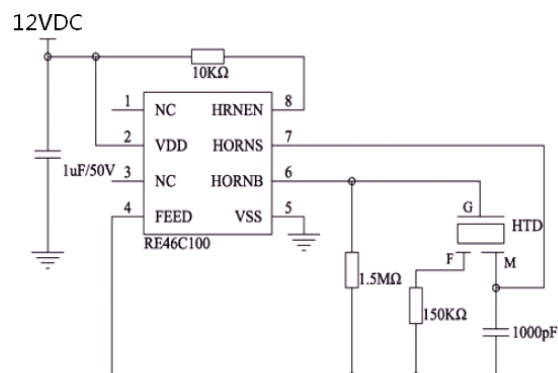 12VDC
10KΩ
1 NC HRNEN 8
2 VDD HORNS 7
1uF/50V
3 NC HORNB 6
4 FEED VSS 5
RE46C100
G
HTD
F
M
1.5MΩ
150KΩ
1000pF